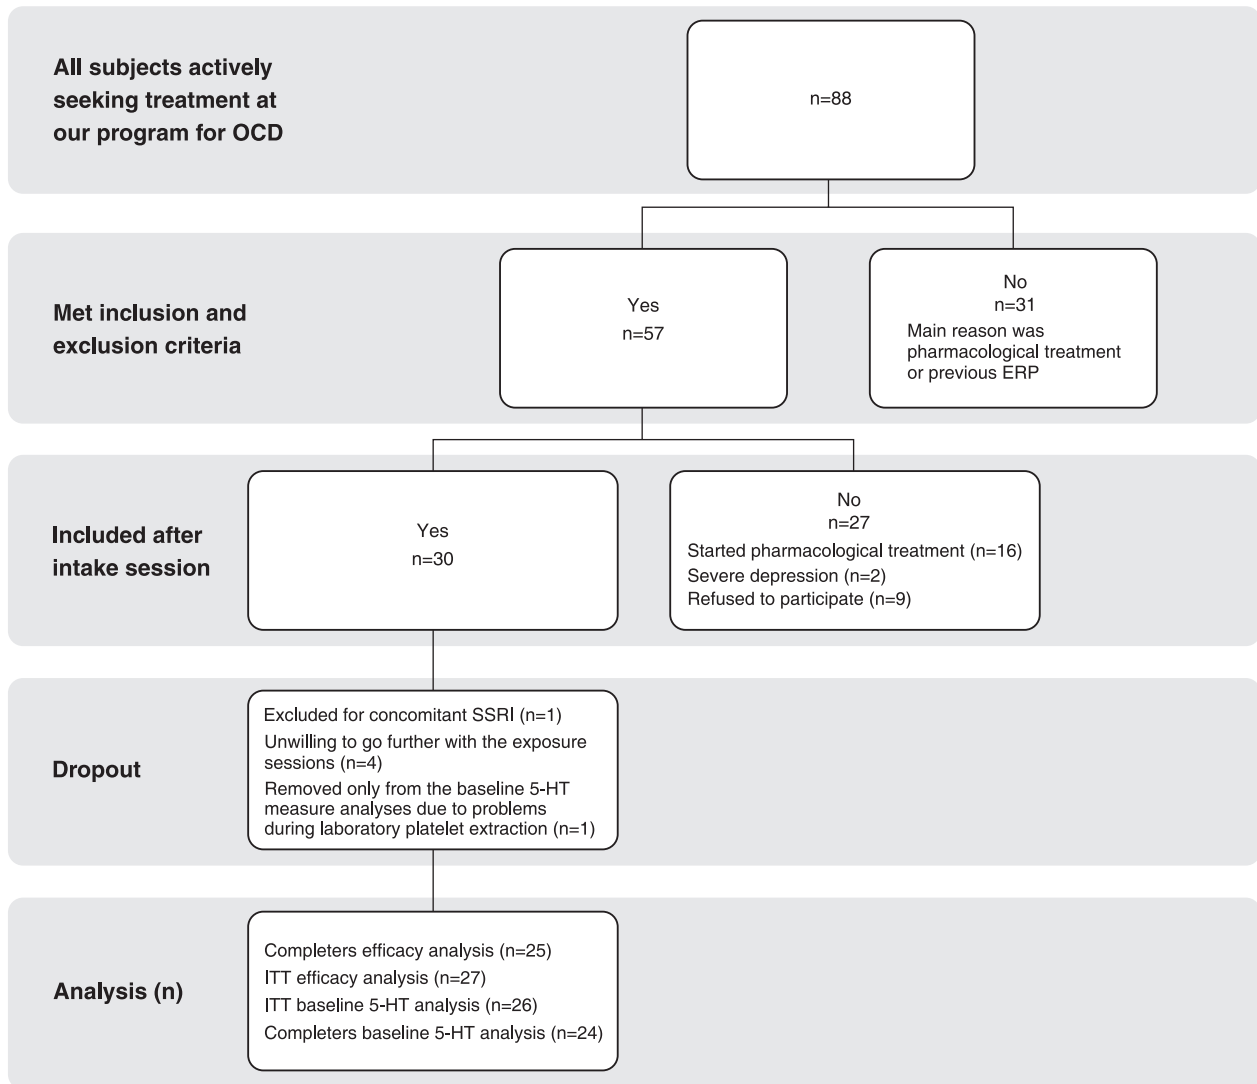 All subjects actively
seeking treatment at
our program for OCD
n=88
Met inclusion and
exclusion criteria
Yes
n=57
No
n=31
Main reason was
pharmacological treatment
or previous ERP
Included after
intake session
Yes
n=30
No
n=27
Started pharmacological treatment (n=16)
Severe depression (n=2)
Refused to participate (n=9)
Dropout
Excluded for concomitant SSRI (n=1)
Unwilling to go further with the exposure
sessions (n=4)
Removed only from the baseline 5-HT
measure analyses due to problems
during laboratory platelet extraction (n=1)
Analysis (n)
Completers efficacy analysis (n=25)
ITT efficacy analysis (n=27)
ITT baseline 5-HT analysis (n=26)
Completers baseline 5-HT analysis (n=24)